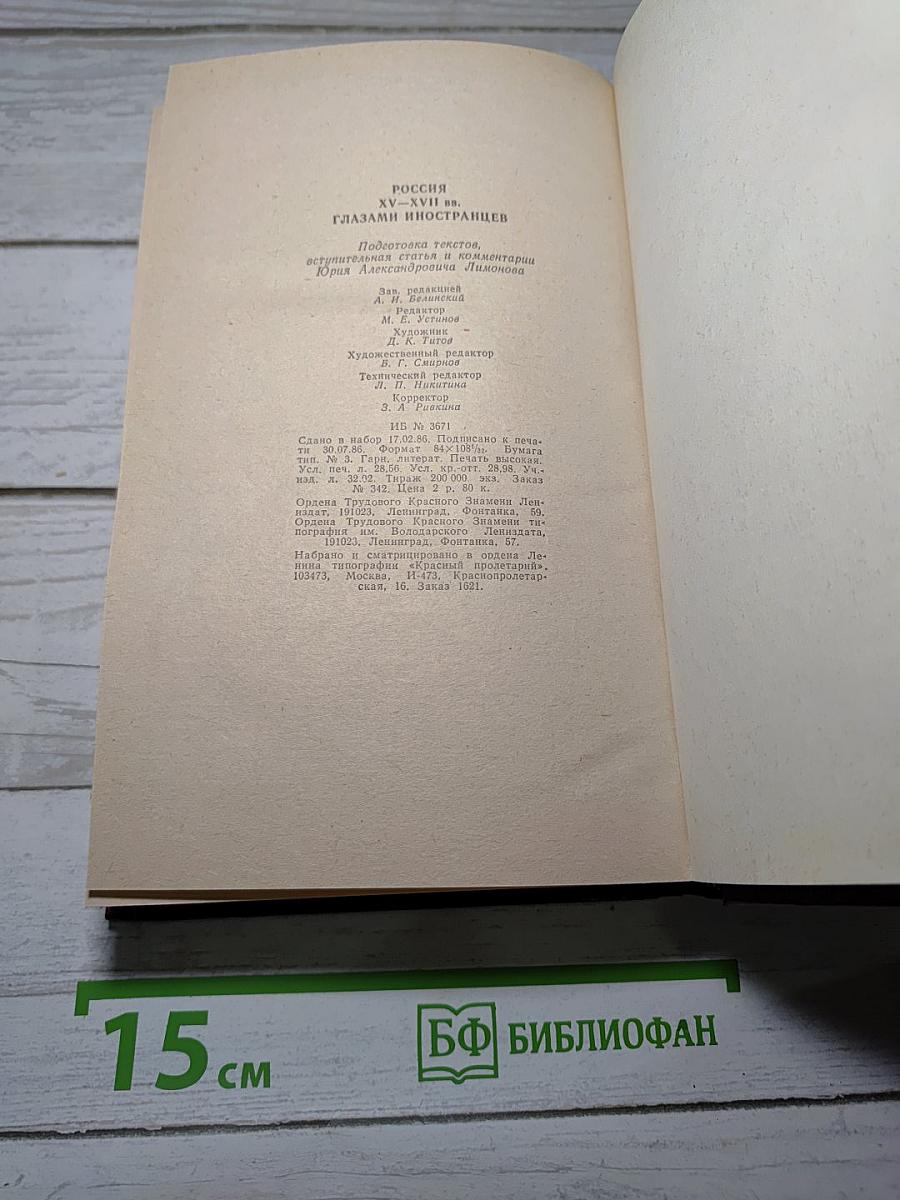 РОССИЯ
XV—XVII вв.
ГЛАЗАМИ ИНОСТРАНЦЕВ
Подготовка текстов,
вступительная статья и комментарии
Юрия Александровича Лимонова
Зав. редакцией
А. И. Белинский
Редактор
М. Е. Устинов
Художник
Д. К. Титов
Художественный редактор
Б. Г. Смирнов
Технический редактор
Л. П. Никитина
Корректор
З. А Ривкина
ИБ № 3671
Сдано в набор 17.02.86. Подписано к печа-
ти 30.07.86. Формат 84×108¹/₃₂. Бумага
тип. № 3. Гарн. литерат. Печать высокая.
Усл. печ. л. 28,56. Усл. кр.-отт. 28,98. Уч.-
изд. л. 32.02. Тираж 200 000 экз. Заказ
№ 342. Цена 2 р. 80 к.
Ордена Трудового Красного Знамени Лен-
издат, 191023, Ленинград, Фонтанка, 59.
Ордена Трудового Красного Знамени ти-
пография им. Володарского Лениздата,
191023, Ленинград, Фонтанка, 57.
Набрано и сматрицировано в ордена Ле-
нина типографии «Красный пролетарий».
103473, Москва, И-473, Краснопролетар-
ская, 16. Заказ 1621.
15 см
БФ БИБЛИОФАН